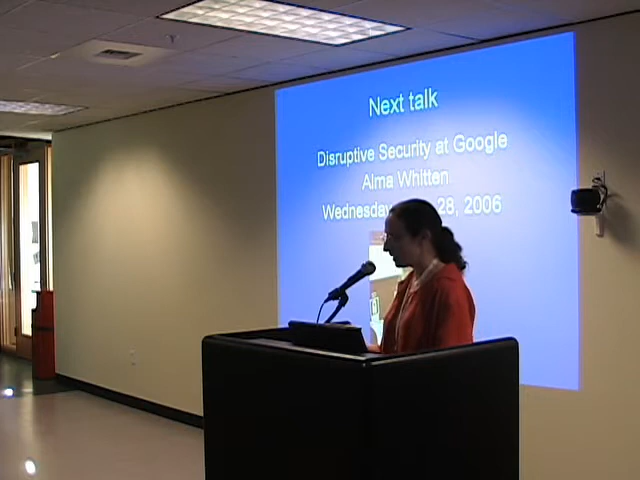 Next talk
Disruptive Security at Google
Alma Whitten
Wednesday 28, 2006